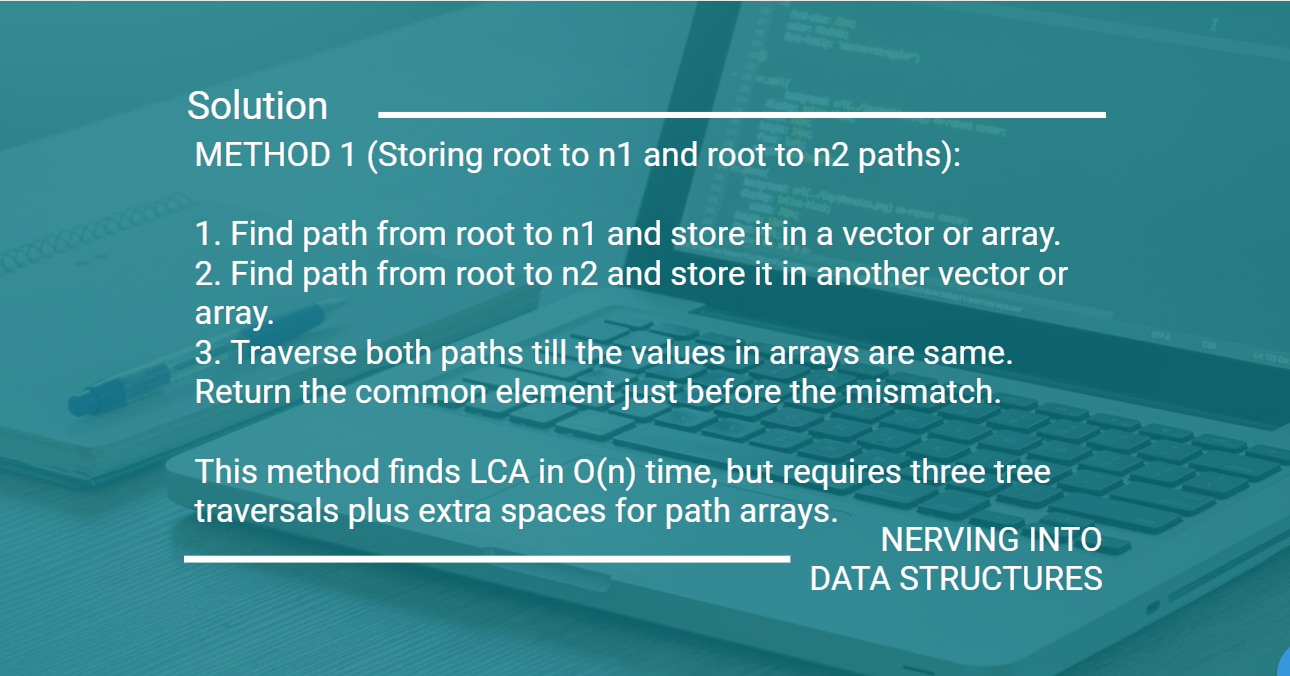 Solution
METHOD 1 (Storing root to n1 and root to n2 paths):
1. Find path from root to n1 and store it in a vector or array.
2. Find path from root to n2 and store it in another vector or
array.
3. Traverse both paths till the values in arrays are same.
Return the common element just before the mismatch.
This method finds LCA in O(n) time, but requires three tree
traversals plus extra spaces for path arrays.
NERVING INTO
DATA STRUCTURES